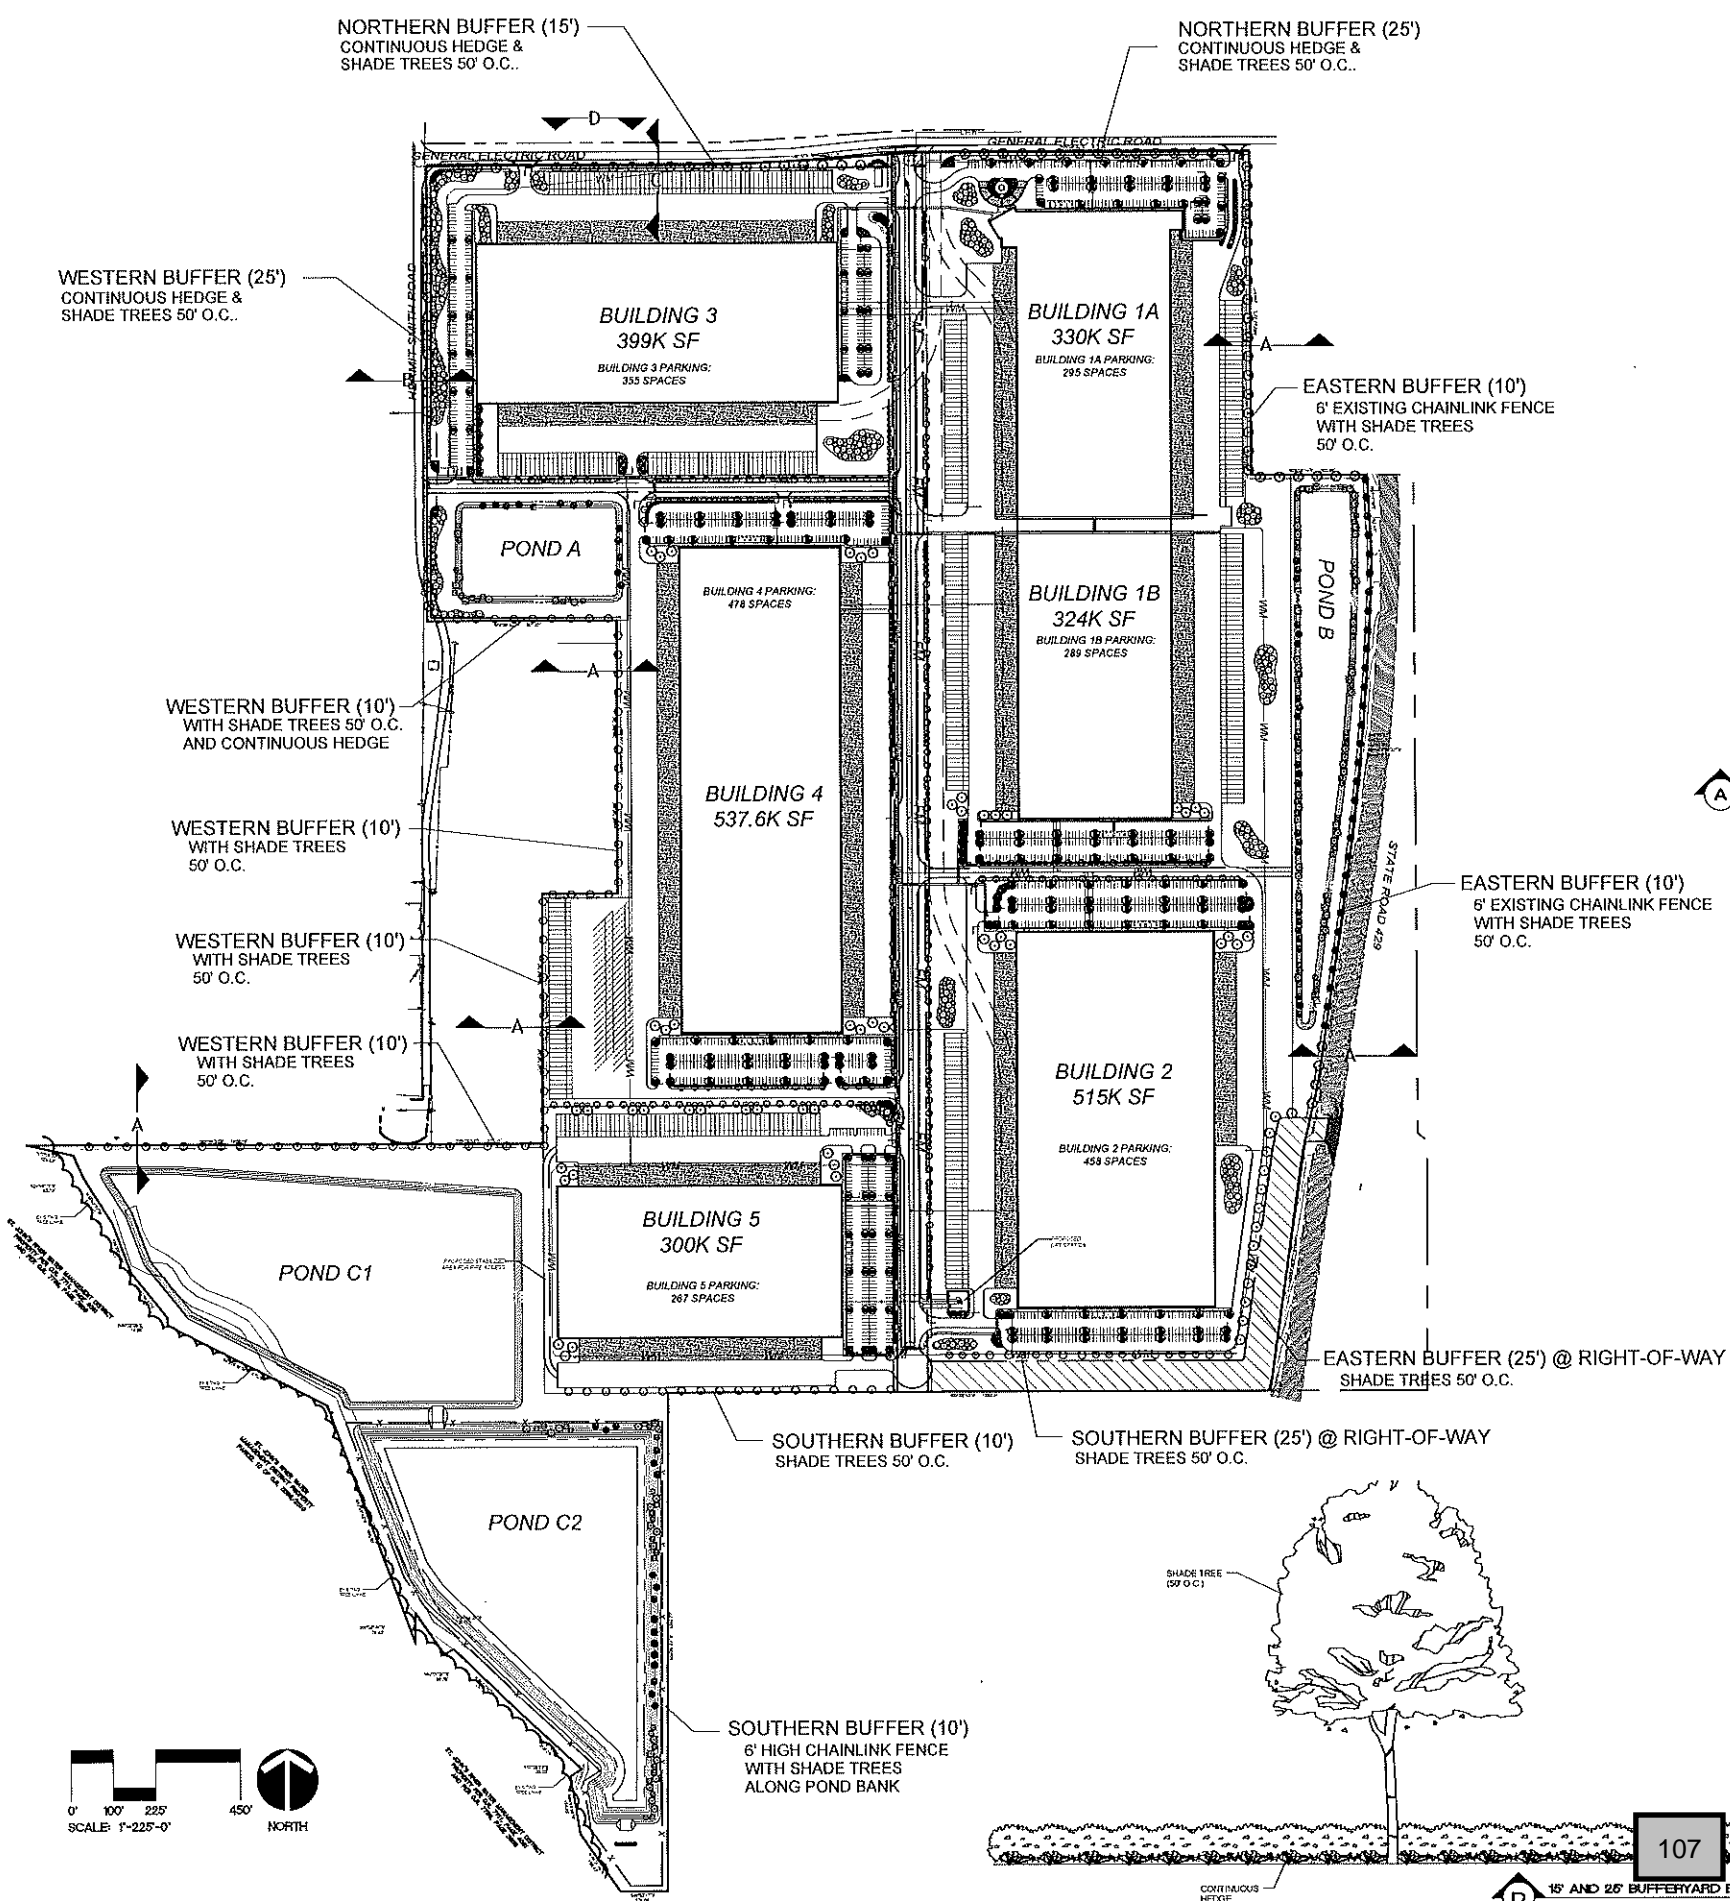 NORTHERN BUFFER (15')
CONTINUOUS HEDGE &
SHADE TREES 50' O.C..
NORTHERN BUFFER (25')
CONTINUOUS HEDGE &
SHADE TREES 50' O.C..
D
GENERAL ELECTRIC ROAD
GENERAL ELECTRIC ROAD
C
WESTERN BUFFER (25')
CONTINUOUS HEDGE &
SHADE TREES 50' O.C..
HERMIT SMITH ROAD
BUILDING 3
399K SF
BUILDING 3 PARKING:
355 SPACES
BUILDING 1A
330K SF
BUILDING 1A PARKING:
295 SPACES
A
B
EASTERN BUFFER (10')
6' EXISTING CHAINLINK FENCE
WITH SHADE TREES
50' O.C.
POND A
POND B
BUILDING 4 PARKING:
478 SPACES
BUILDING 1B
324K SF
BUILDING 1B PARKING:
289 SPACES
A
WESTERN BUFFER (10')
WITH SHADE TREES 50' O.C.
AND CONTINUOUS HEDGE
BUILDING 4
537.6K SF
A
WESTERN BUFFER (10')
WITH SHADE TREES
50' O.C.
STATE ROAD 429
EASTERN BUFFER (10')
6' EXISTING CHAINLINK FENCE
WITH SHADE TREES
50' O.C.
WESTERN BUFFER (10')
WITH SHADE TREES
50' O.C.
A
WESTERN BUFFER (10')
WITH SHADE TREES
50' O.C.
A
BUILDING 2
515K SF
BUILDING 2 PARKING:
458 SPACES
A
BUILDING 5
300K SF
BUILDING 5 PARKING:
267 SPACES
POND C1
EASTERN BUFFER (25') @ RIGHT-OF-WAY
SHADE TREES 50' O.C.
SOUTHERN BUFFER (10')
SHADE TREES 50' O.C.
SOUTHERN BUFFER (25') @ RIGHT-OF-WAY
SHADE TREES 50' O.C.
POND C2
SHADE TREE
(50' O.C.)
SOUTHERN BUFFER (10')
6' HIGH CHAINLINK FENCE
WITH SHADE TREES
ALONG POND BANK
0' 100' 225' 450'
SCALE: 1"-225'-0"
NORTH
107
CONTINUOUS
HEDGE
15' AND 25' BUFFERYARD